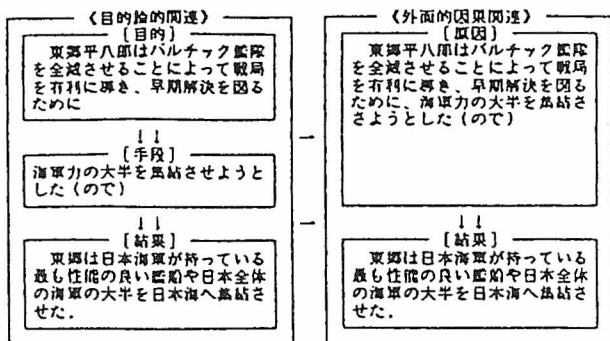 《目的論的関連》
[目的]
東郷平八郎はバルチック艦隊
を全滅させることによって戦局
を有利に導き、早期解決を図る
ために
↓↓
[手段]
海軍力の大半を集結させようと
した(ので)
↓↓
[結果]
東郷は日本海軍が持っている
最も性能の良い艦船や日本全体
の海軍の大半を日本海へ集結さ
せた。
→
→
《外面的因果関連》
[原因]
東郷平八郎はバルチック艦隊
を全滅させることによって戦局
を有利に導き、早期解決を図る
ために、海軍力の大半を集結さ
さようとした(ので)
↓↓
[結果]
東郷は日本海軍が持っている
最も性能の良い艦船や日本全体
の海軍の大半を日本海へ集結さ
せた。